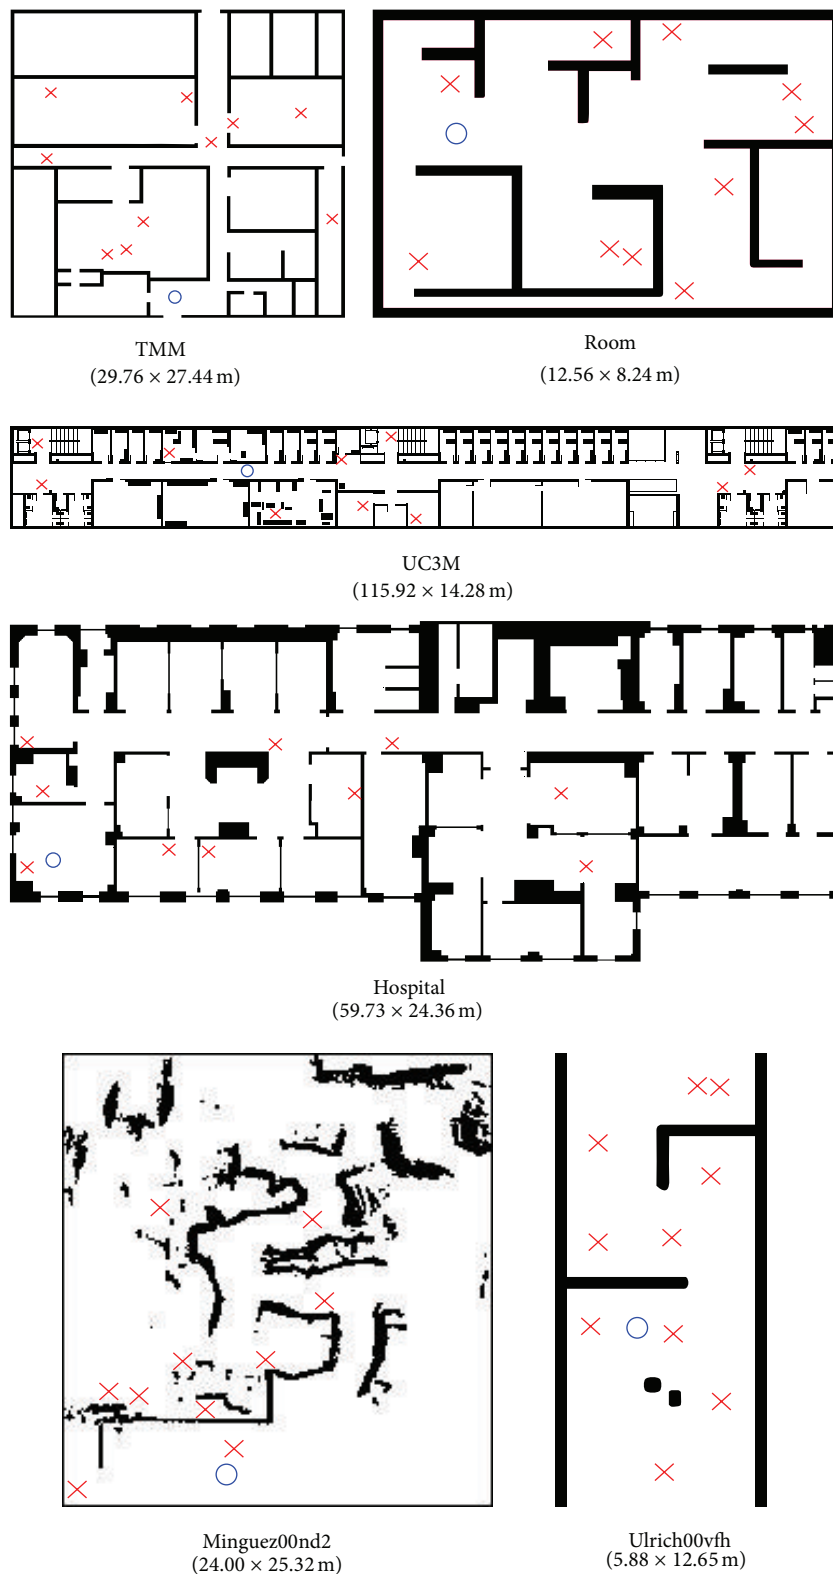 TMM
(29.76 × 27.44 m)
Room
(12.56 × 8.24 m)
UC3M
(115.92 × 14.28 m)
Hospital
(59.73 × 24.36 m)
Minguez00nd2
(24.00 × 25.32 m)
Ulrich00vfh
(5.88 × 12.65 m)